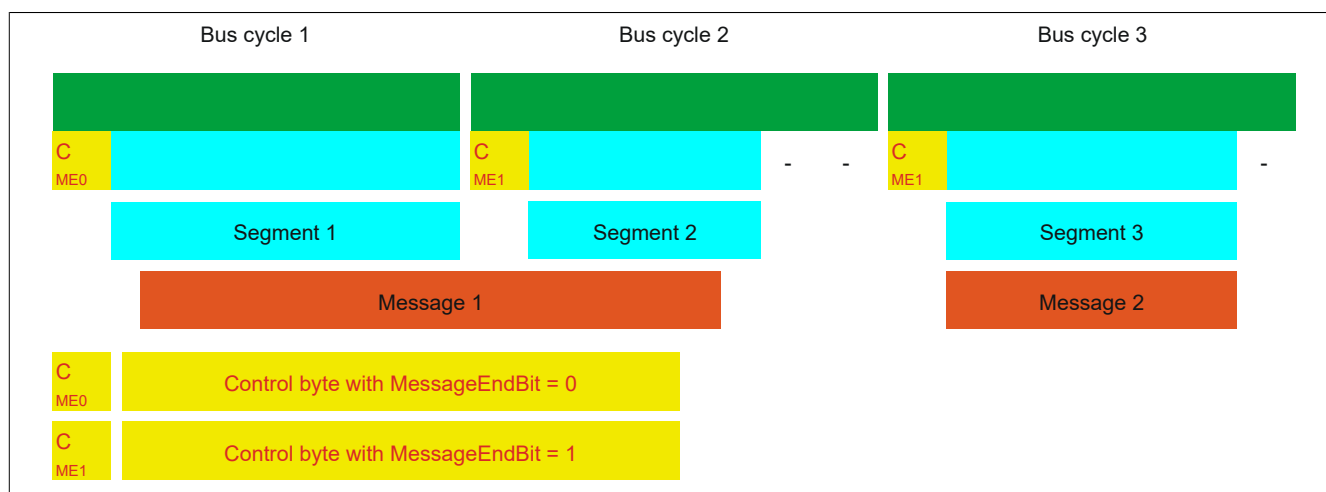 Bus cycle 1 Bus cycle 2 Bus cycle 3
C C - - C -
ME0 ME1 ME1
Segment 1 Segment 2 Segment 3
Message 1 Message 2
C Control byte with MessageEndBit = 0
ME0
C Control byte with MessageEndBit = 1
ME1